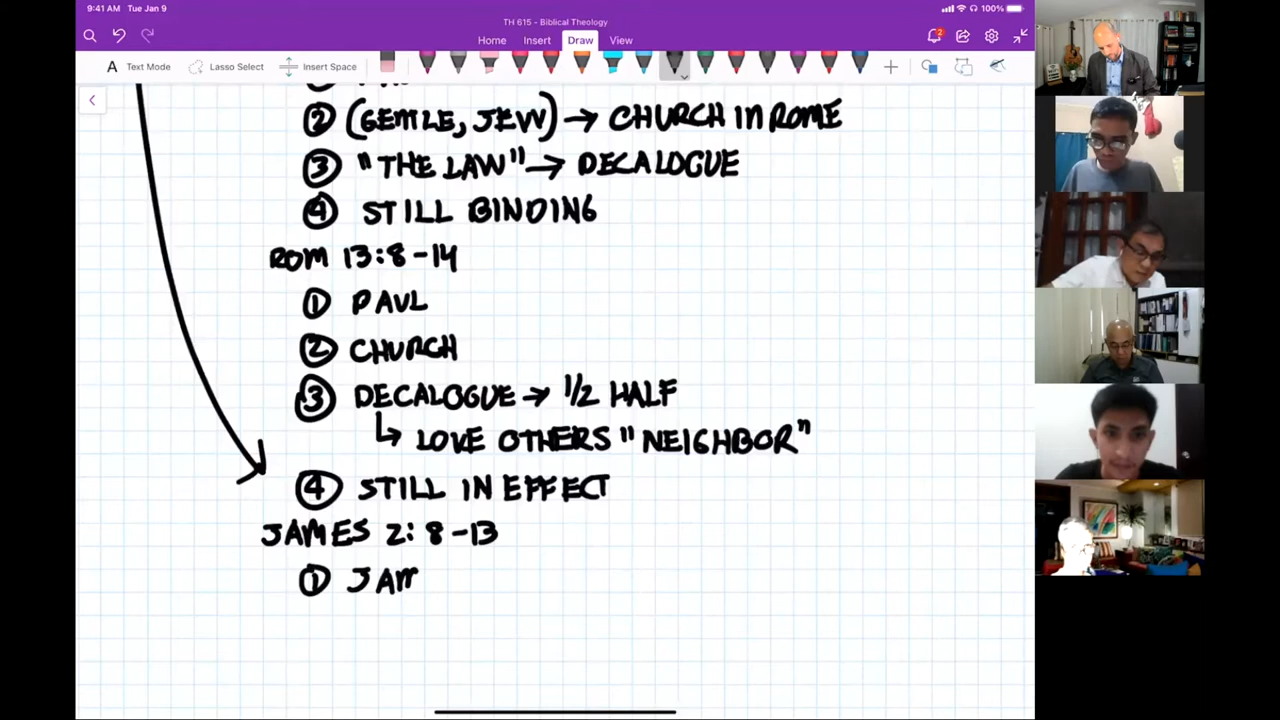 9:41 AM Tue Jan 9
100%
TH 615 - Biblical Theology
Home Insert Draw View
2
A Text Mode Lasso Select Insert Space
② (GENTILE, JEW) → CHURCH IN ROME
③ "THE LAW" → DECALOGUE
④ STILL BINDING
ROM 13:8-14
① PAUL
② CHURCH
③ DECALOGUE → 1/2 HALF
↳ LOVE OTHERS "NEIGHBOR"
④ STILL IN EFFECT
JAMES 2:8-13
① JAM